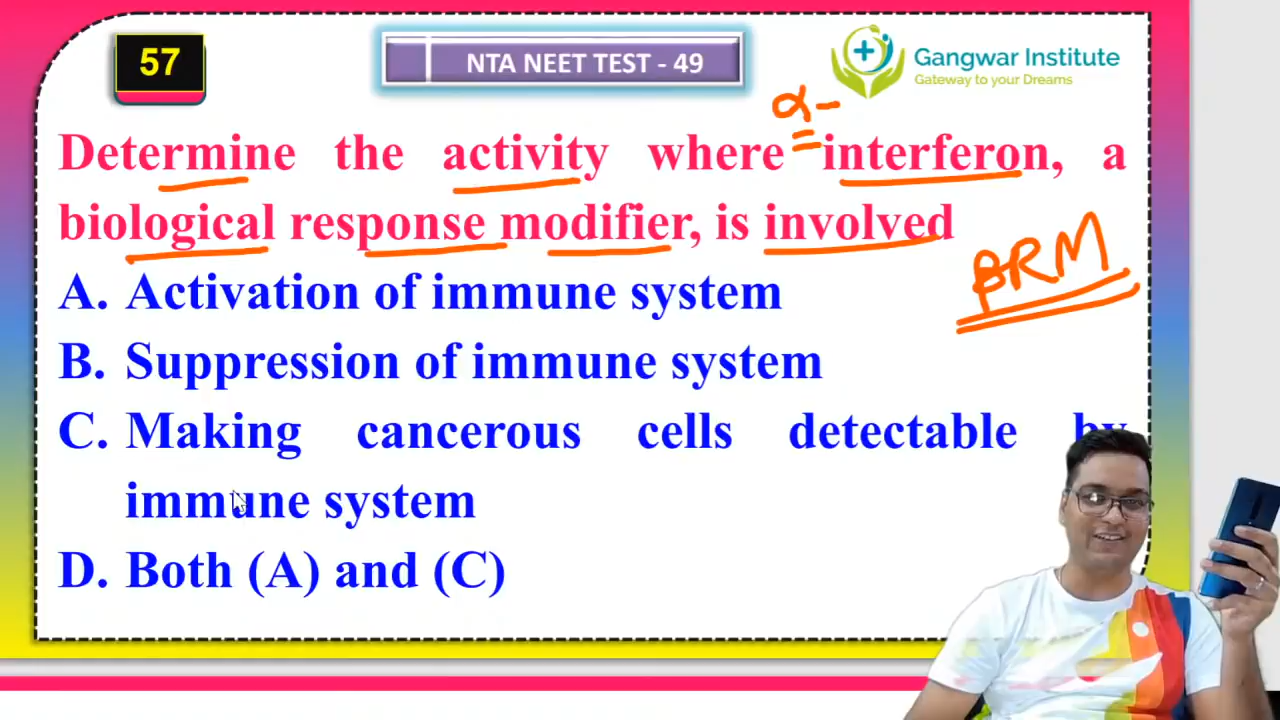 57
NTA NEET TEST - 49
Gangwar Institute
Gateway to your Dreams
α-
Determine the activity where interferon, a
biological response modifier, is involved
BRM
A. Activation of immune system
B. Suppression of immune system
C. Making cancerous cells detectable by
immune system
D. Both (A) and (C)